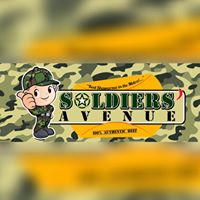 "Best Shawarma in the Metro!"
SOLDIERS'
AVENUE
100% AUTHENTIC BEEF